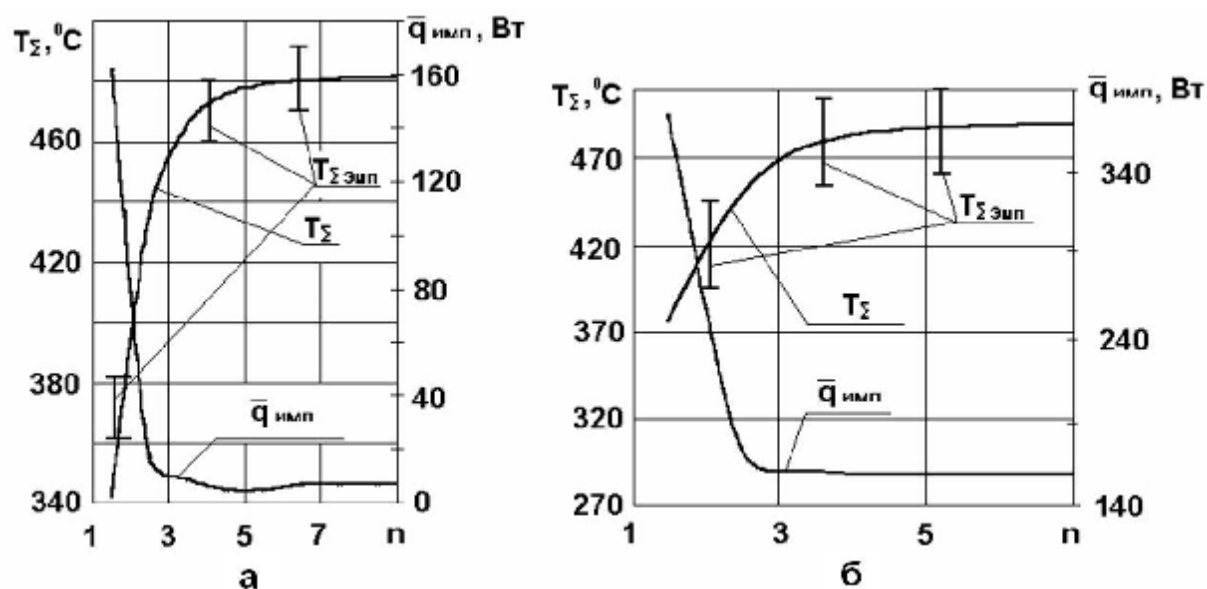 T∑, ⁰C
q̅ имп, Вт
160
460
120
T∑ Эмп
T∑
420
80
380
40
q̅ имп
340
0
1 3 5 7 n
а
T∑, ⁰C
q̅ имп, Вт
470
340
T∑ Эмп
420
T∑
370
240
q̅ имп
320
270
140
1 3 5 n
б